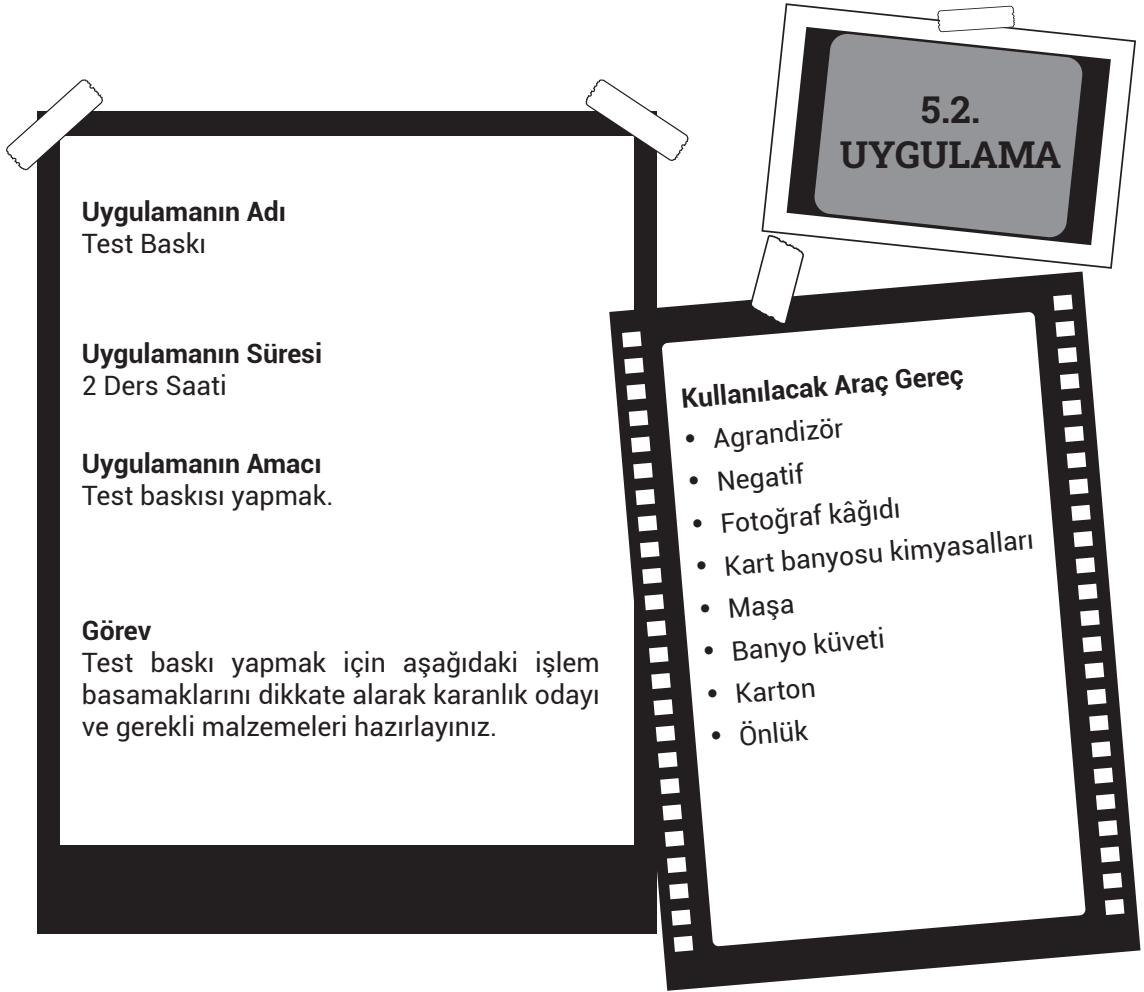 5.2.
UYGULAMA
Uygulamanın Adı
Test Baskı
Uygulamanın Süresi
2 Ders Saati
Uygulamanın Amacı
Test baskısı yapmak.
Görev
Test baskı yapmak için aşağıdaki işlem
basamaklarını dikkate alarak karanlık odayı
ve gerekli malzemeleri hazırlayınız.
Kullanılacak Araç Gereç
• Agrandizör
• Negatif
• Fotoğraf kâğıdı
• Kart banyosu kimyasalları
• Maşa
• Banyo küveti
• Karton
• Önlük